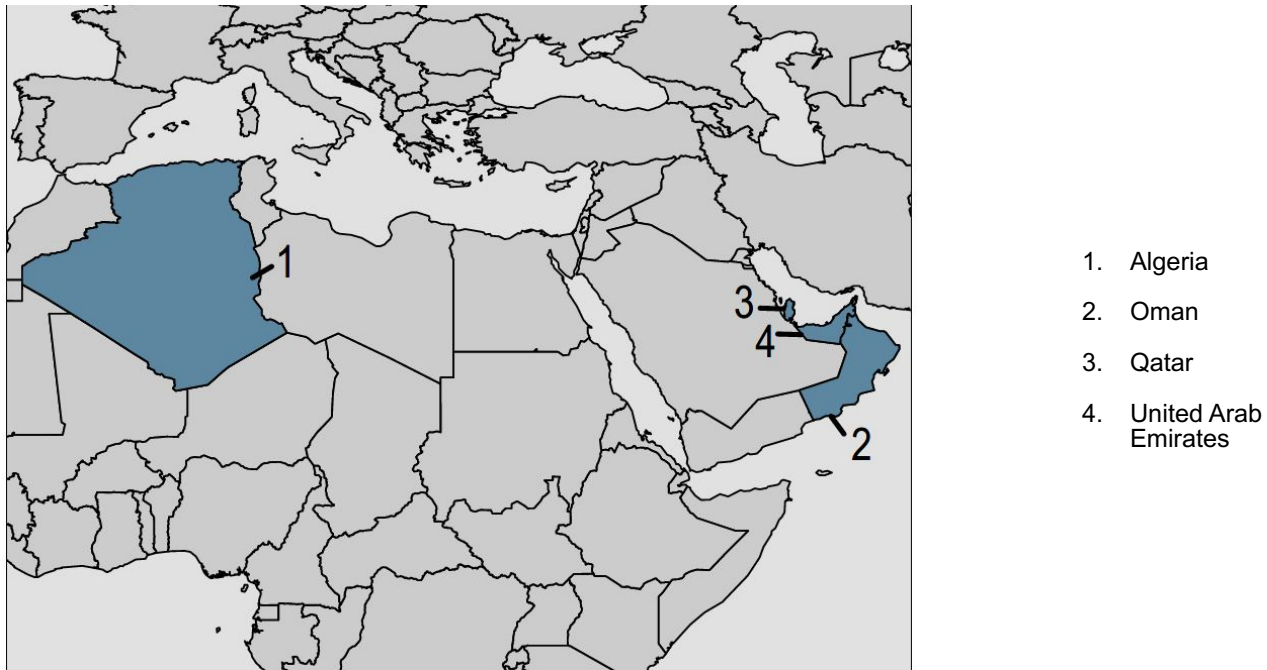 1
3
4
2
1. Algeria
2. Oman
3. Qatar
4. United Arab
Emirates